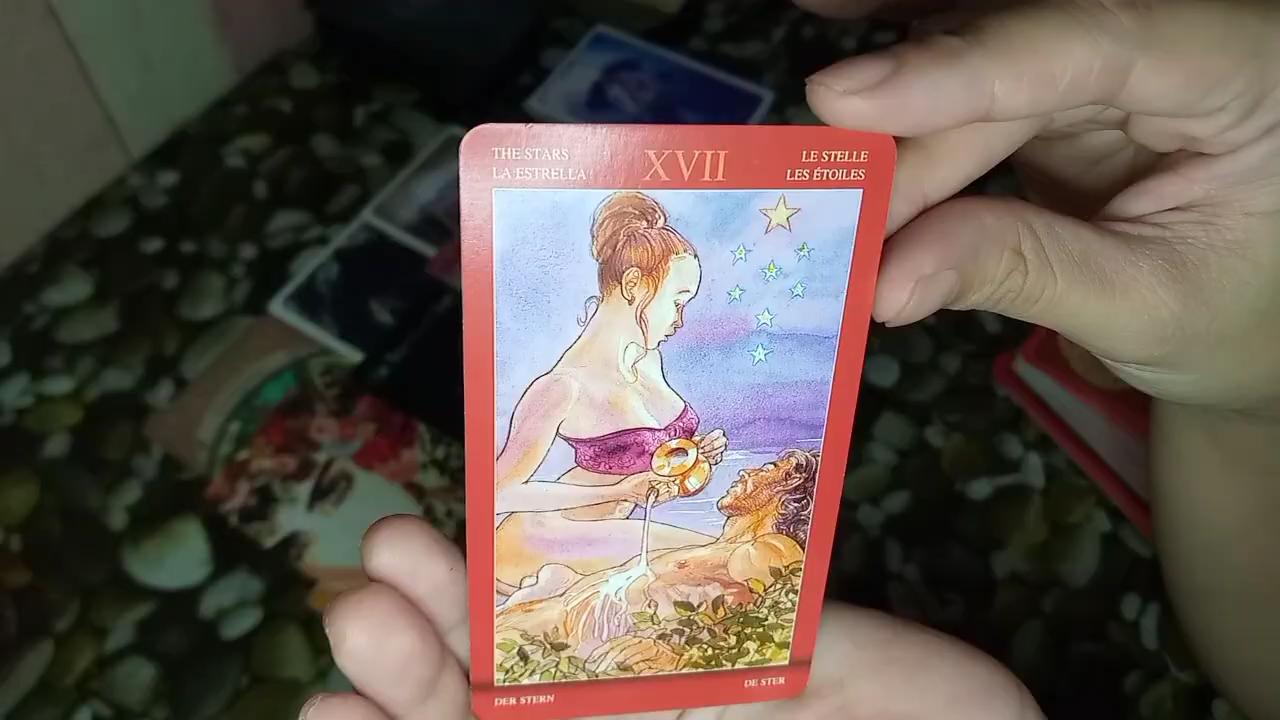 THE STARS
LA ESTRELLA
XVII
LE STELLE
LES ÉTOILES
DER STERN
DE STER